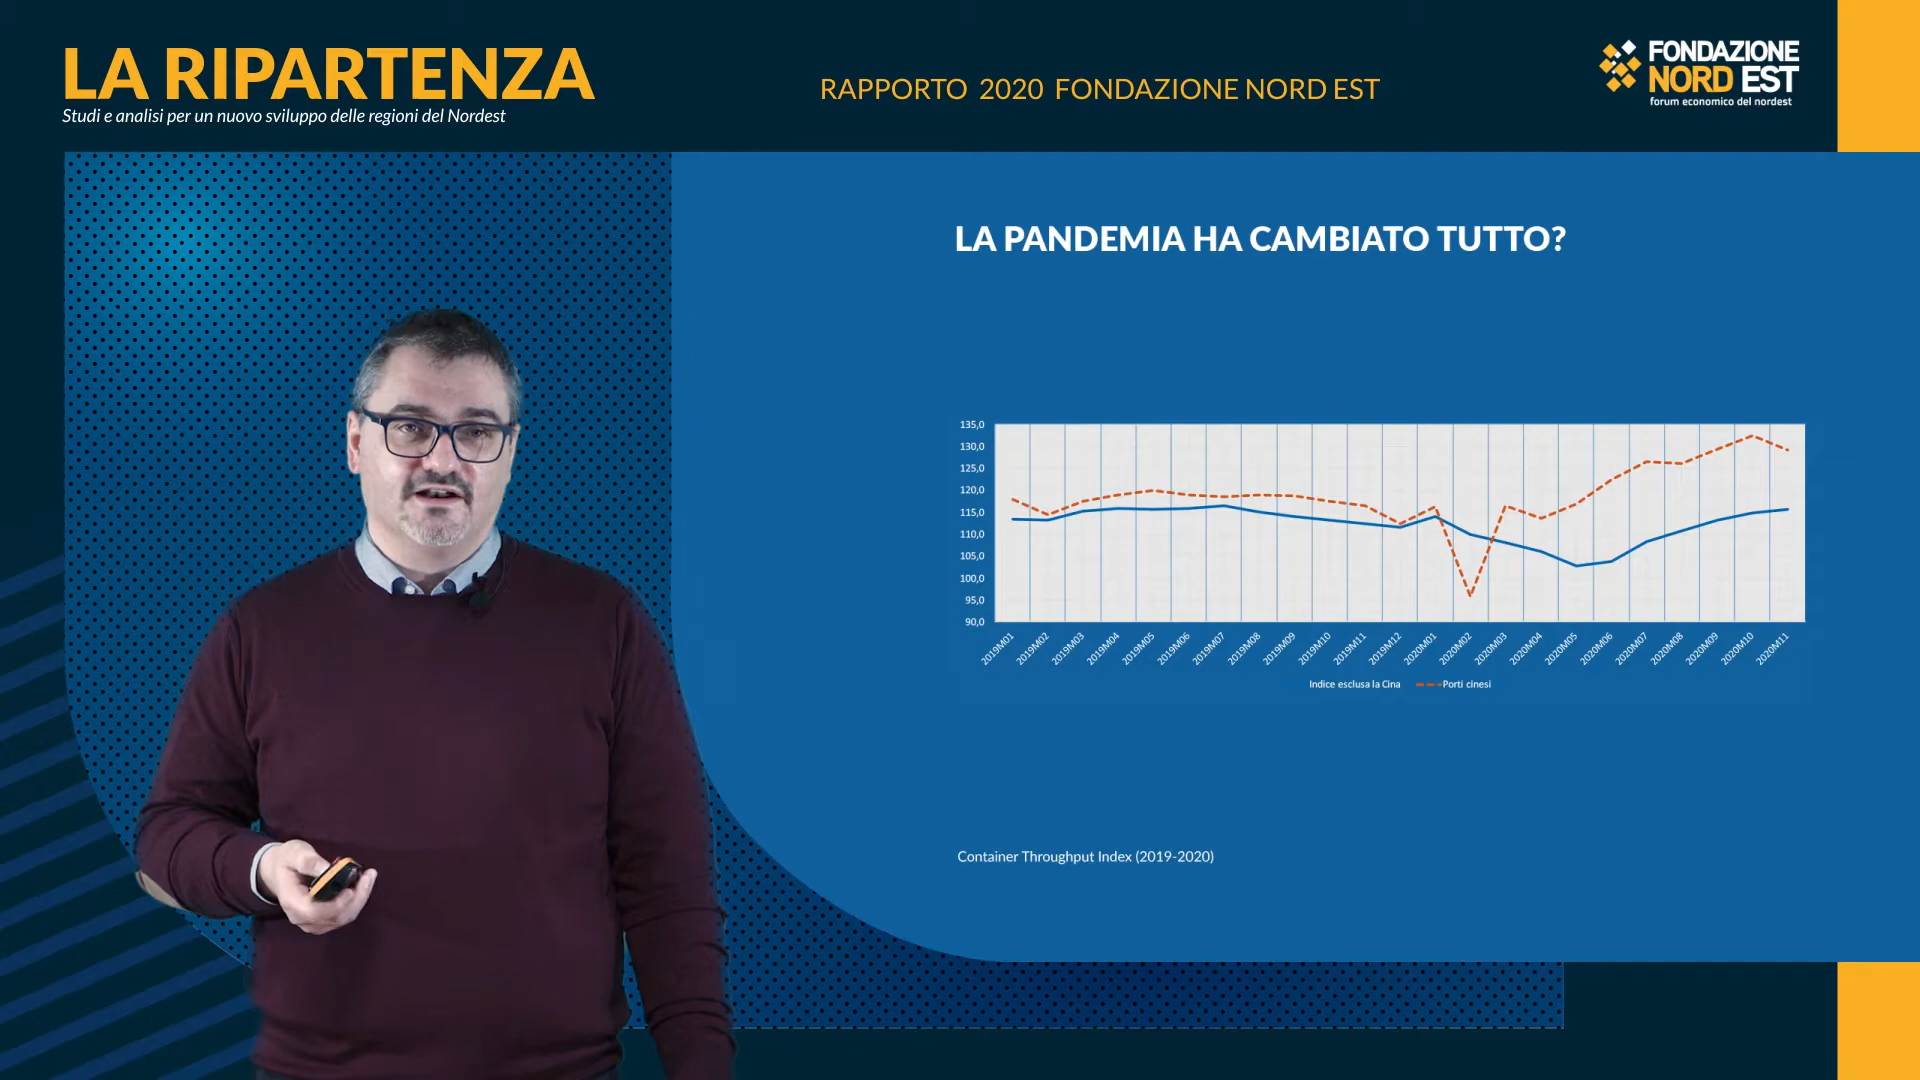 LA RIPARTENZA
Studi e analisi per un nuovo sviluppo delle regioni del Nordest
RAPPORTO 2020 FONDAZIONE NORD EST
FONDAZIONE
NORD EST
forum economico del nordest
LA PANDEMIA HA CAMBIATO TUTTO?
135,0
130,0
125,0
120,0
115,0
110,0
105,0
100,0
95,0
90,0
2019M01
2019M02
2019M03
2019M04
2019M05
2019M06
2019M07
2019M08
2019M09
2019M10
2019M11
2019M12
2020M01
2020M02
2020M03
2020M04
2020M05
2020M06
2020M07
2020M08
2020M09
2020M10
2020M11
Indice esclusa la Cina
Porti cinesi
Container Throughput Index (2019-2020)